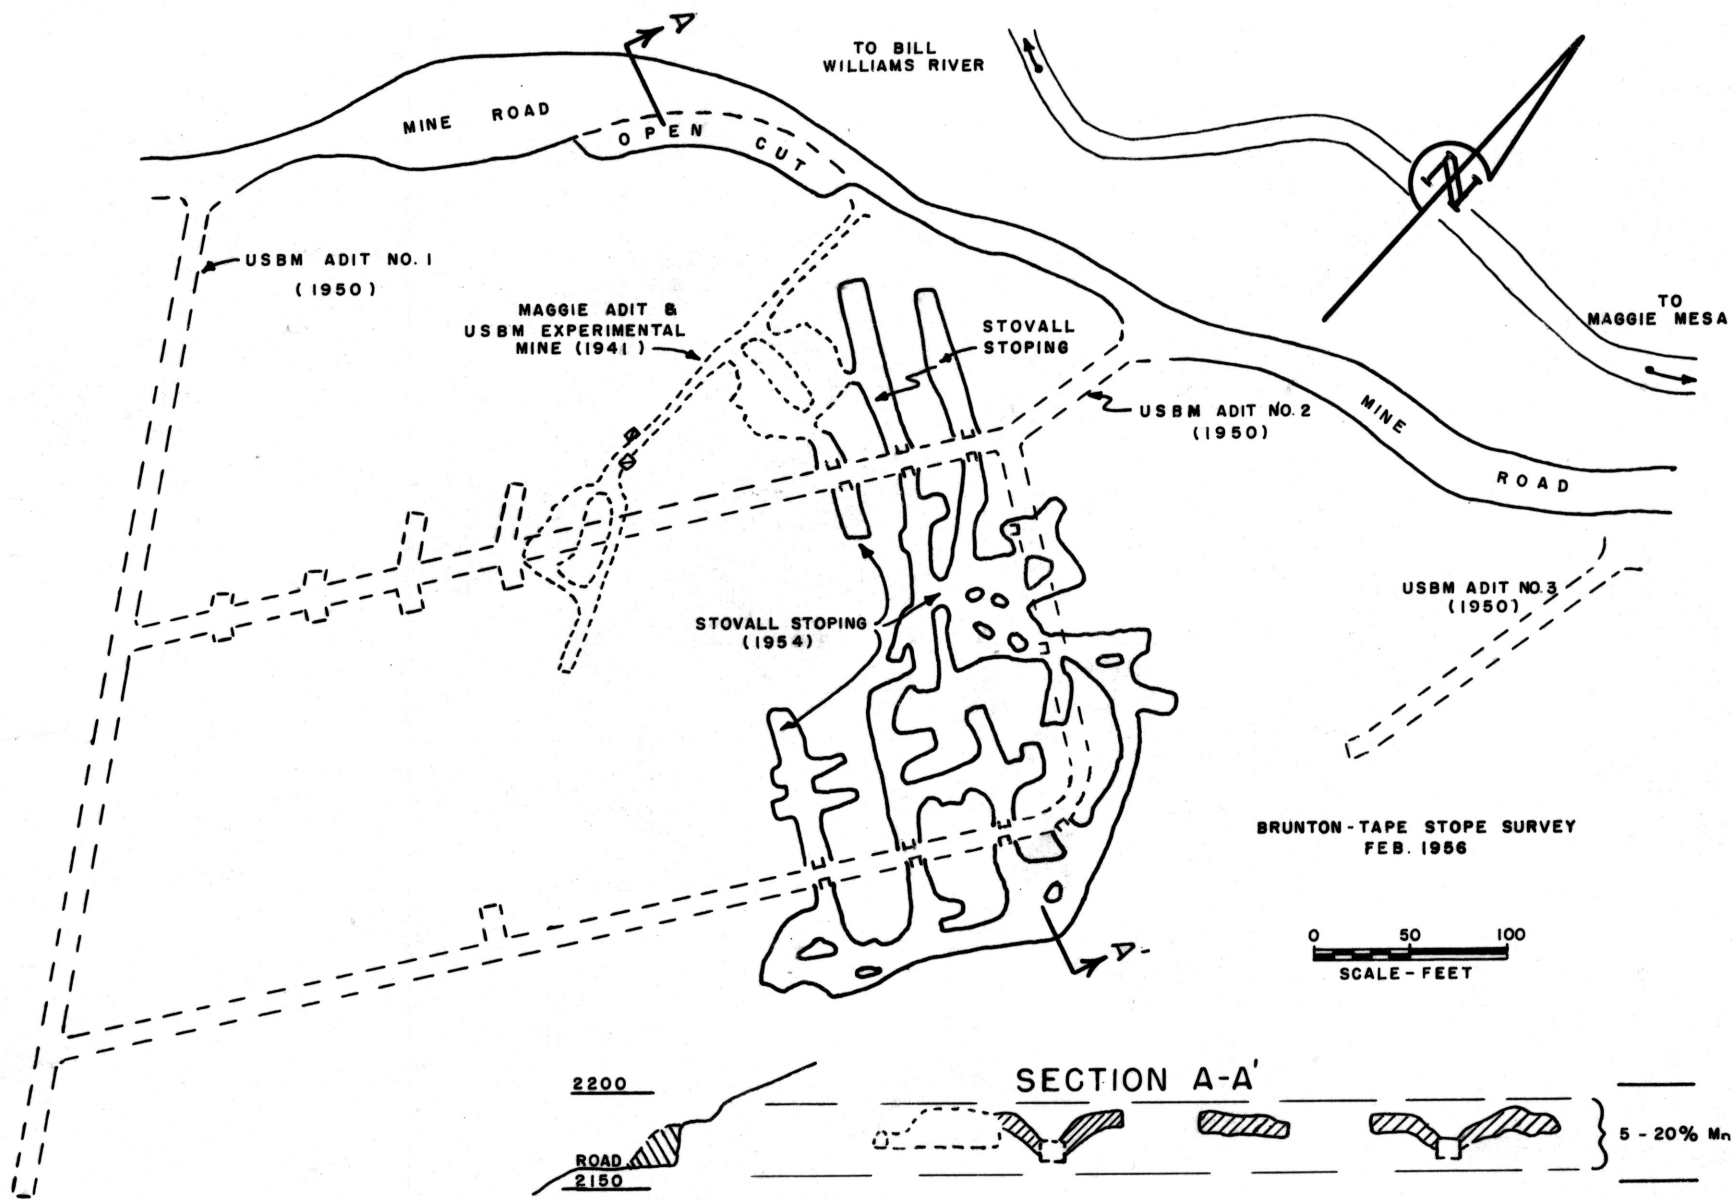 A
TO BILL
WILLIAMS RIVER
MINE ROAD
OPEN CUT
N
USBM ADIT NO. 1
(1950)
MAGGIE ADIT &
USBM EXPERIMENTAL
MINE (1941)
STOVALL
STOPING
TO
MAGGIE MESA
USBM ADIT NO. 2
(1950)
MINE ROAD
USBM ADIT NO. 3
(1950)
STOVALL STOPING
(1954)
BRUNTON-TAPE STOPE SURVEY
FEB. 1956
A'
0 50 100
SCALE-FEET
SECTION A-A'
2200
5 - 20% Mn
ROAD
2150